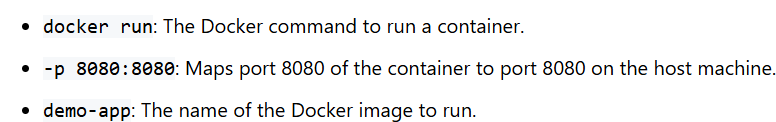 • docker run: The Docker command to run a container.
• -p 8080:8080: Maps port 8080 of the container to port 8080 on the host machine.
• demo-app: The name of the Docker image to run.